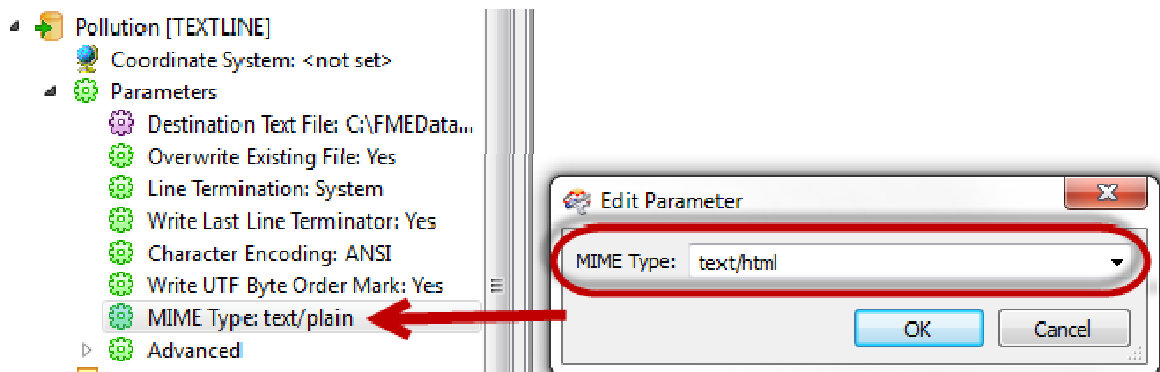 Pollution [TEXTLINE]
Coordinate System: <not set>
Parameters
Destination Text File: C:\FMEData...
Overwrite Existing File: Yes
Line Termination: System
Write Last Line Terminator: Yes
Character Encoding: ANSI
Write UTF Byte Order Mark: Yes
MIME Type: text/plain
Advanced
Edit Parameter
MIME Type: text/html
OK Cancel